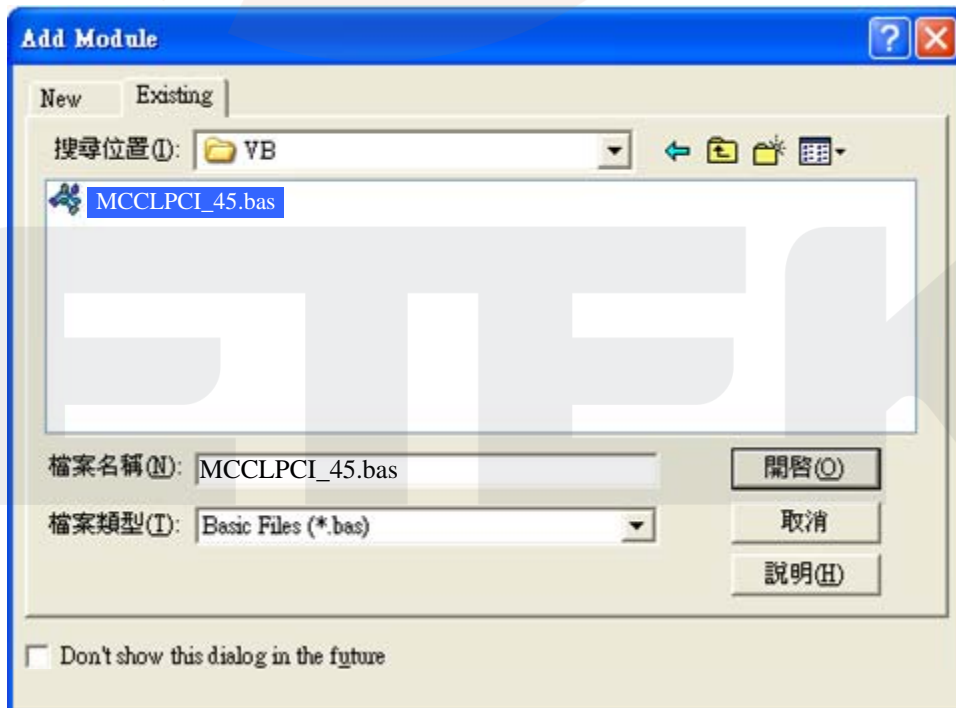 Add Module
New Existing
搜尋位置(I): VB
MCCLPCI_45.bas
檔案名稱(N): MCCLPCI_45.bas 開啓(O)
檔案類型(T): Basic Files (*.bas) 取消
說明(H)
Don't show this dialog in the future